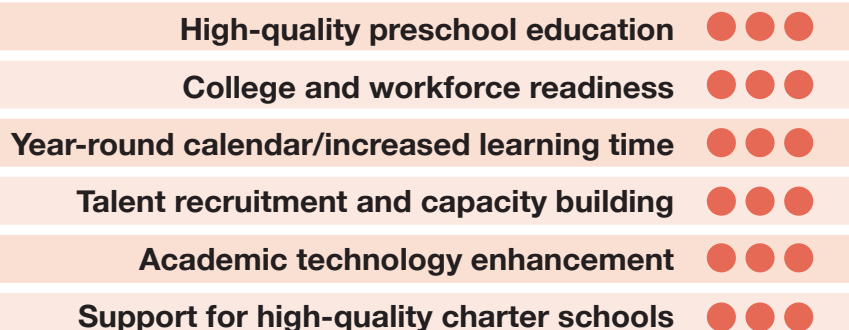 High-quality preschool education
College and workforce readiness
Year-round calendar/increased learning time
Talent recruitment and capacity building
Academic technology enhancement
Support for high-quality charter schools